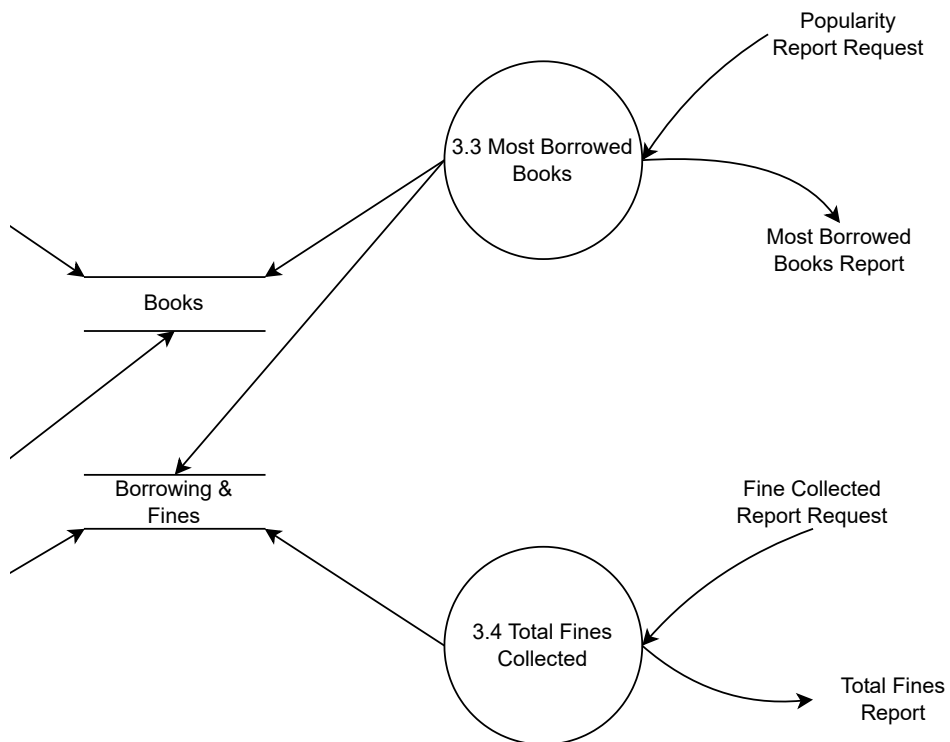 Popularity
Report Request
3.3 Most Borrowed
Books
Most Borrowed
Books Report
Books
Borrowing &
Fines
Fine Collected
Report Request
3.4 Total Fines
Collected
Total Fines
Report